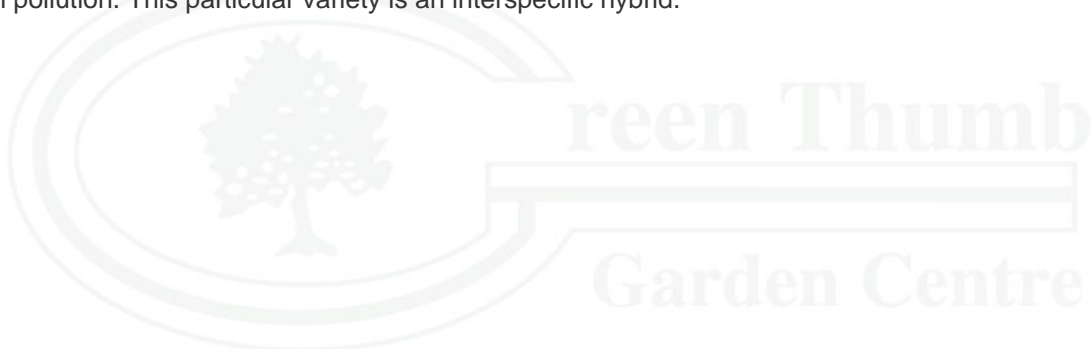 pollution. This particular variety is an interspecific hybrid.
reen Thumb
Garden Centre